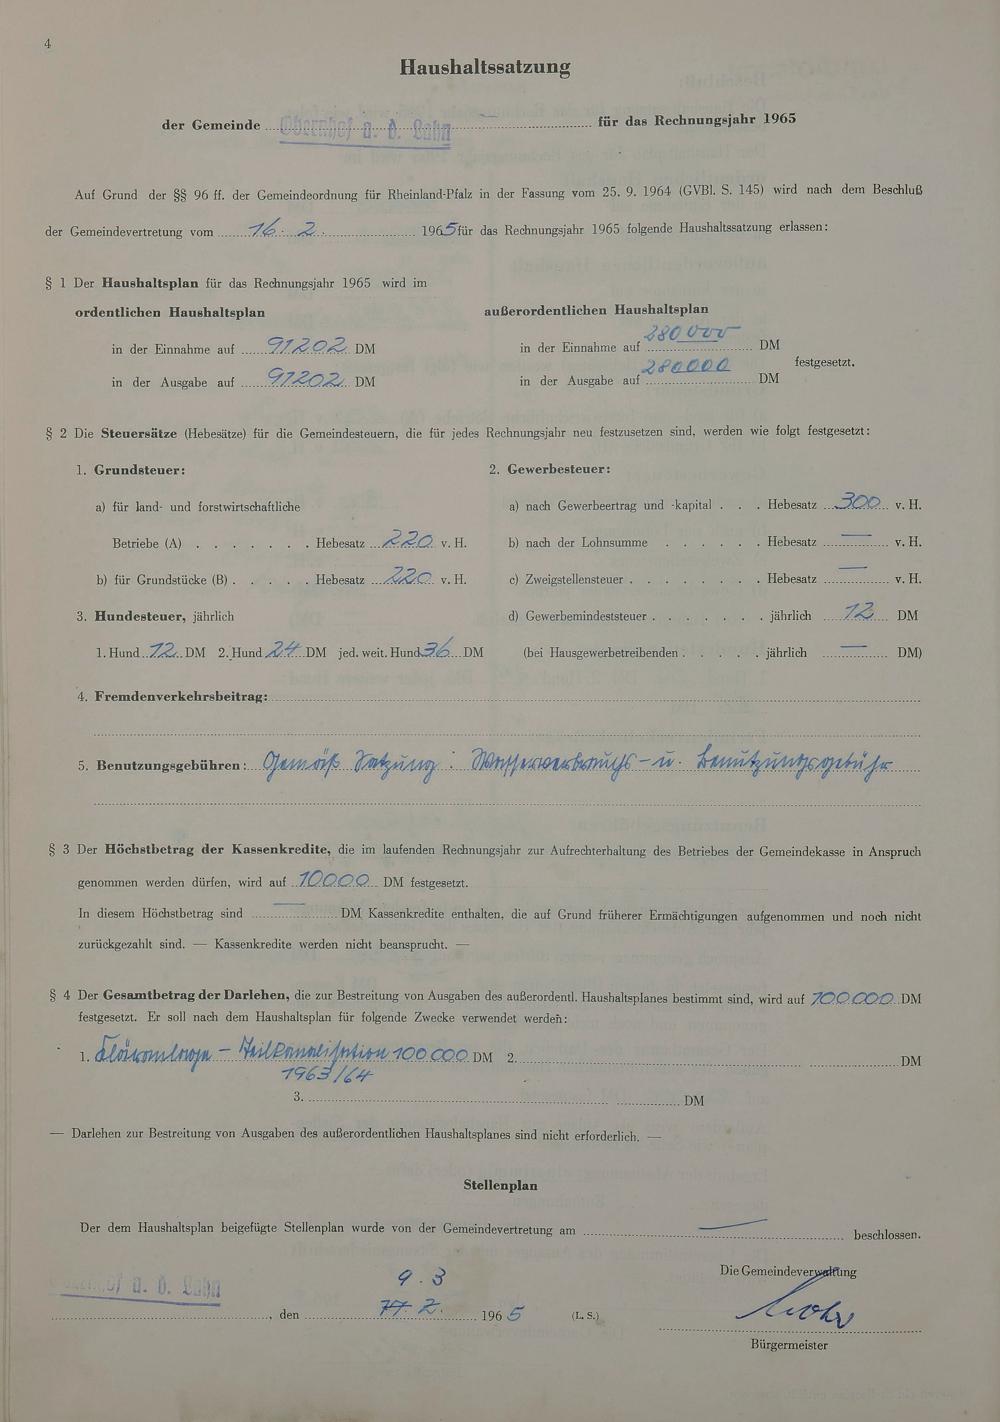 4
Haushaltssatzung
der Gemeinde Obernhof a. d. Lahn für das Rechnungsjahr 1965
Auf Grund der §§ 96 ff. der Gemeindeordnung für Rheinland-Pfalz in der Fassung vom 25. 9. 1964 (GVBl. S. 145) wird nach dem Beschluß
der Gemeindevertretung vom 16. 2. 1965 für das Rechnungsjahr 1965 folgende Haushaltssatzung erlassen:
§ 1 Der Haushaltsplan für das Rechnungsjahr 1965 wird im
ordentlichen Haushaltsplan
in der Einnahme auf 91202 DM
in der Ausgabe auf 91202 DM
außerordentlichen Haushaltsplan
in der Einnahme auf 280000 DM
in der Ausgabe auf 280000 DM
festgesetzt.
§ 2 Die Steuersätze (Hebesätze) für die Gemeindesteuern, die für jedes Rechnungsjahr neu festzusetzen sind, werden wie folgt festgesetzt:
1. Grundsteuer:
a) für land- und forstwirtschaftliche
Betriebe (A) . . . . . . . Hebesatz 220 v. H.
b) für Grundstücke (B) . . . . . Hebesatz 220 v. H.
2. Gewerbesteuer:
a) nach Gewerbeertrag und -kapital . . . Hebesatz 300 v. H.
b) nach der Lohnsumme . . . . . . Hebesatz — v. H.
c) Zweigstellensteuer . . . . . . . . Hebesatz — v. H.
d) Gewerbemindeststeuer . . . . . . . jährlich 12 DM
(bei Hausgewerbetreibenden . . . . . jährlich — DM)
3. Hundesteuer, jährlich
1. Hund 12 DM 2. Hund 24 DM jed. weit. Hund 36 DM
4. Fremdenverkehrsbeitrag:
5. Benutzungsgebühren: Gemäß Satzung: Wasserverbrauchs- u. Benutzungsgebühr
§ 3 Der Höchstbetrag der Kassenkredite, die im laufenden Rechnungsjahr zur Aufrechterhaltung des Betriebes der Gemeindekasse in Anspruch
genommen werden dürfen, wird auf 10000 DM festgesetzt.
In diesem Höchstbetrag sind — DM Kassenkredite enthalten, die auf Grund früherer Ermächtigungen aufgenommen und noch nicht
zurückgezahlt sind. — Kassenkredite werden nicht beansprucht. —
§ 4 Der Gesamtbetrag der Darlehen, die zur Bestreitung von Ausgaben des außerordentl. Haushaltsplanes bestimmt sind, wird auf 100000 DM
festgesetzt. Er soll nach dem Haushaltsplan für folgende Zwecke verwendet werden:
1. Kläranlage - Teilkanalisation 100000 DM 2. DM
1963/64
3. DM
— Darlehen zur Bestreitung von Ausgaben des außerordentlichen Haushaltsplanes sind nicht erforderlich. —
Stellenplan
Der dem Haushaltsplan beigefügte Stellenplan wurde von der Gemeindevertretung am — beschlossen.
Die Gemeindeverwaltung
Obernhof a. d. Lahn, den 9. 3 1965 (L. S.)
Bürgermeister